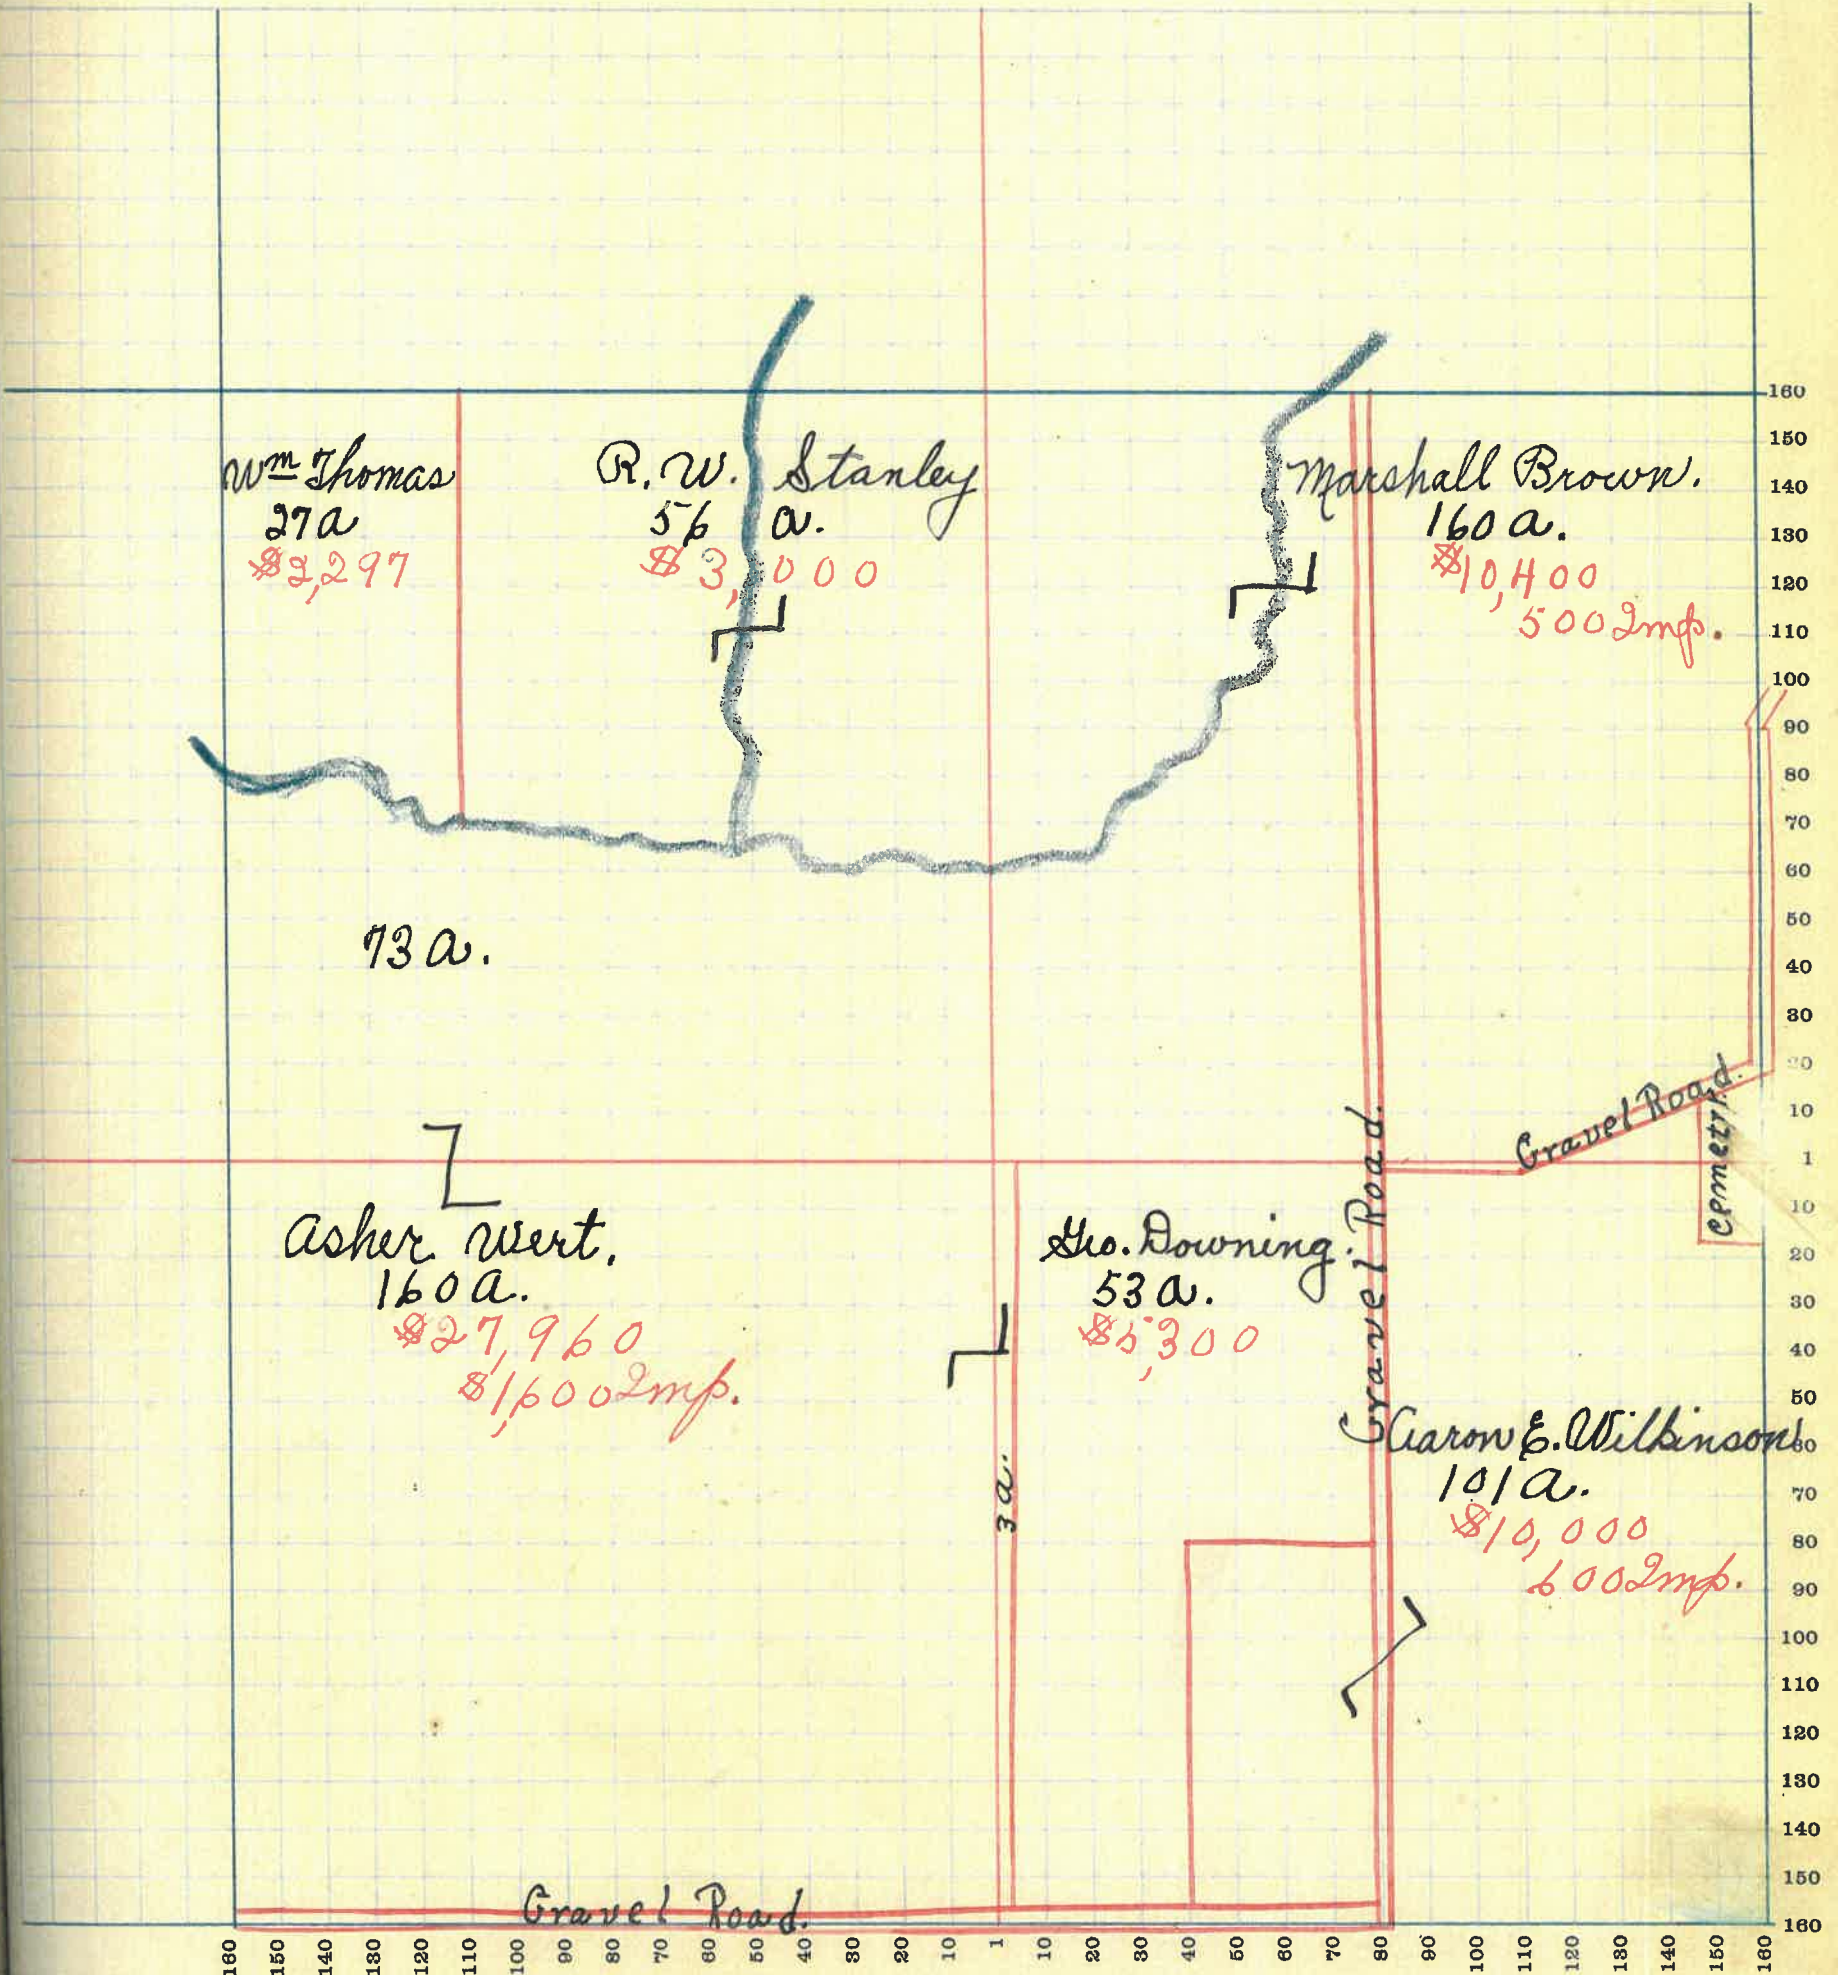 Wm Thomas
27a
$2,297
R. W. Stanley
56 a.
$3,000
Marshall Brown.
160 a.
$10,400
500 Imp.
73 a.
Gravel Road.
Cemetry.
Asher Wert.
160 a.
$27,960
$1,600 Imp.
Geo. Downing.
53 a.
$5,300
Gravel Road.
3 a.
Aaron E. Wilkinson
101 a.
$10,000
600 Imp.
Gravel Road.
160
150
140
130
120
110
100
90
80
70
60
50
40
30
20
10
1
10
20
30
40
50
60
70
80
90
100
110
120
130
140
150
160
160 150 140 130 120 110 100 90 80 70 60 50 40 30 20 10 1 10 20 30 40 50 60 70 80 90 100 110 120 130 140 150 160